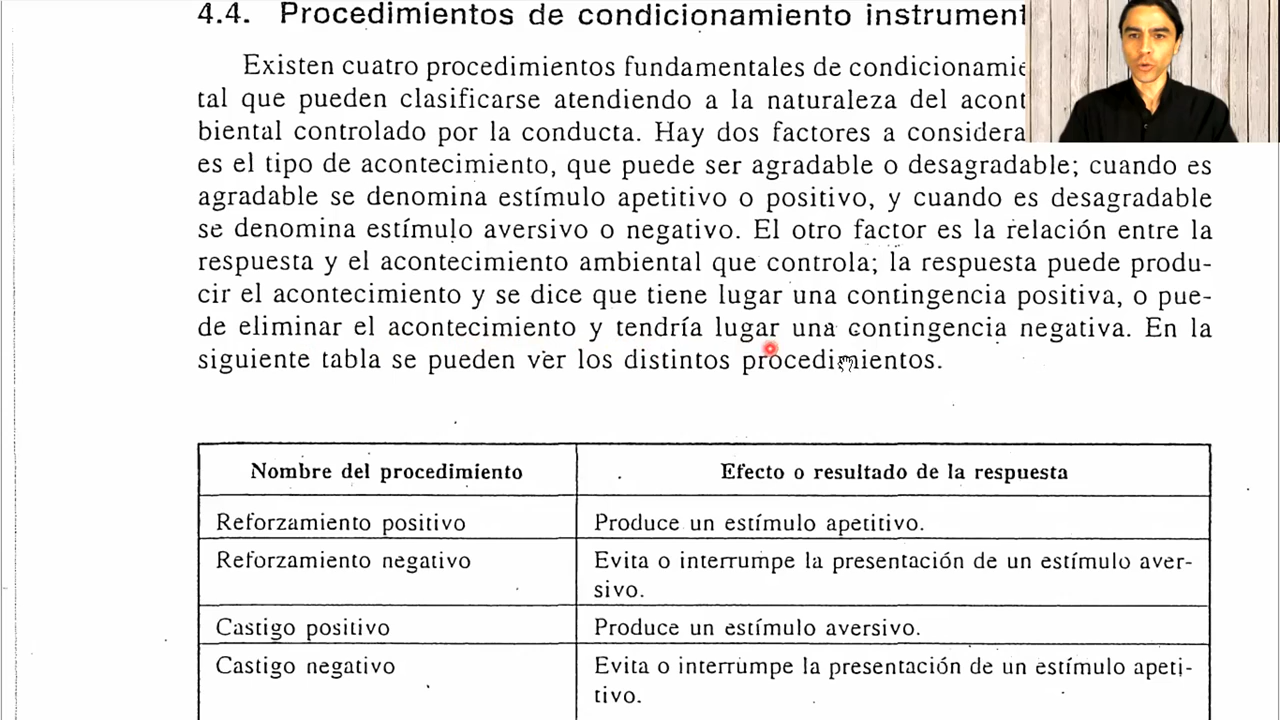 4.4. Procedimientos de condicionamiento instrument
Existen cuatro procedimientos fundamentales de condicionamie
tal que pueden clasificarse atendiendo a la naturaleza del acont
biental controlado por la conducta. Hay dos factores a considera
es el tipo de acontecimiento, que puede ser agradable o desagradable; cuando es
agradable se denomina estímulo apetitivo o positivo, y cuando es desagradable
se denomina estímulo aversivo o negativo. El otro factor es la relación entre la
respuesta y el acontecimiento ambiental que controla; la respuesta puede produ-
cir el acontecimiento y se dice que tiene lugar una contingencia positiva, o pue-
de eliminar el acontecimiento y tendría lugar una contingencia negativa. En la
siguiente tabla se pueden ver los distintos procedimientos.
Nombre del procedimiento
Efecto o resultado de la respuesta
Reforzamiento positivo
Produce un estímulo apetitivo.
Reforzamiento negativo
Evita o interrumpe la presentación de un estímulo aver-
sivo.
Castigo positivo
Produce un estímulo aversivo.
Castigo negativo
Evita o interrumpe la presentación de un estímulo apeti-
tivo.